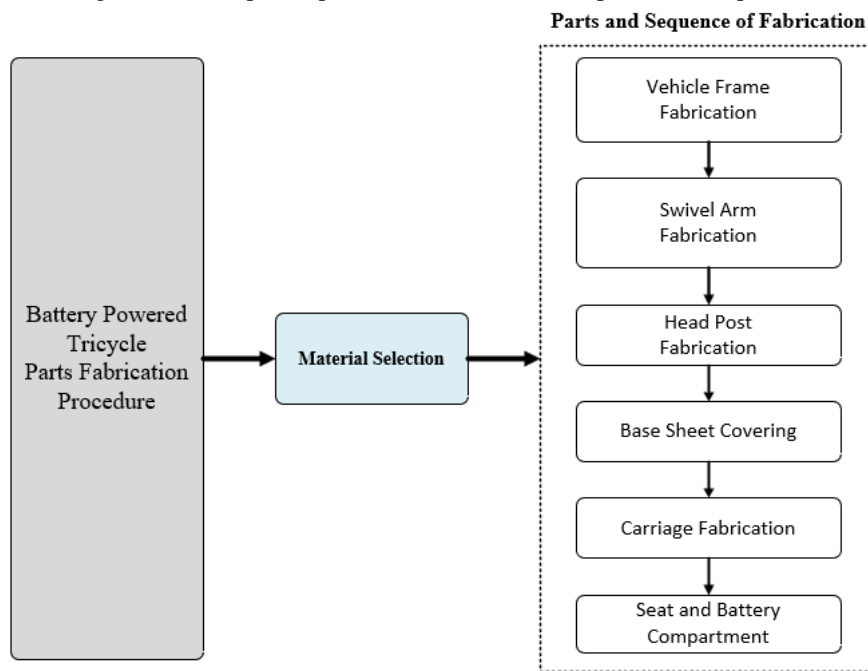 Parts and Sequence of Fabrication
Battery Powered
Tricycle
Parts Fabrication
Procedure
Material Selection
Vehicle Frame
Fabrication
Swivel Arm
Fabrication
Head Post
Fabrication
Base Sheet Covering
Carriage Fabrication
Seat and Battery
Compartment